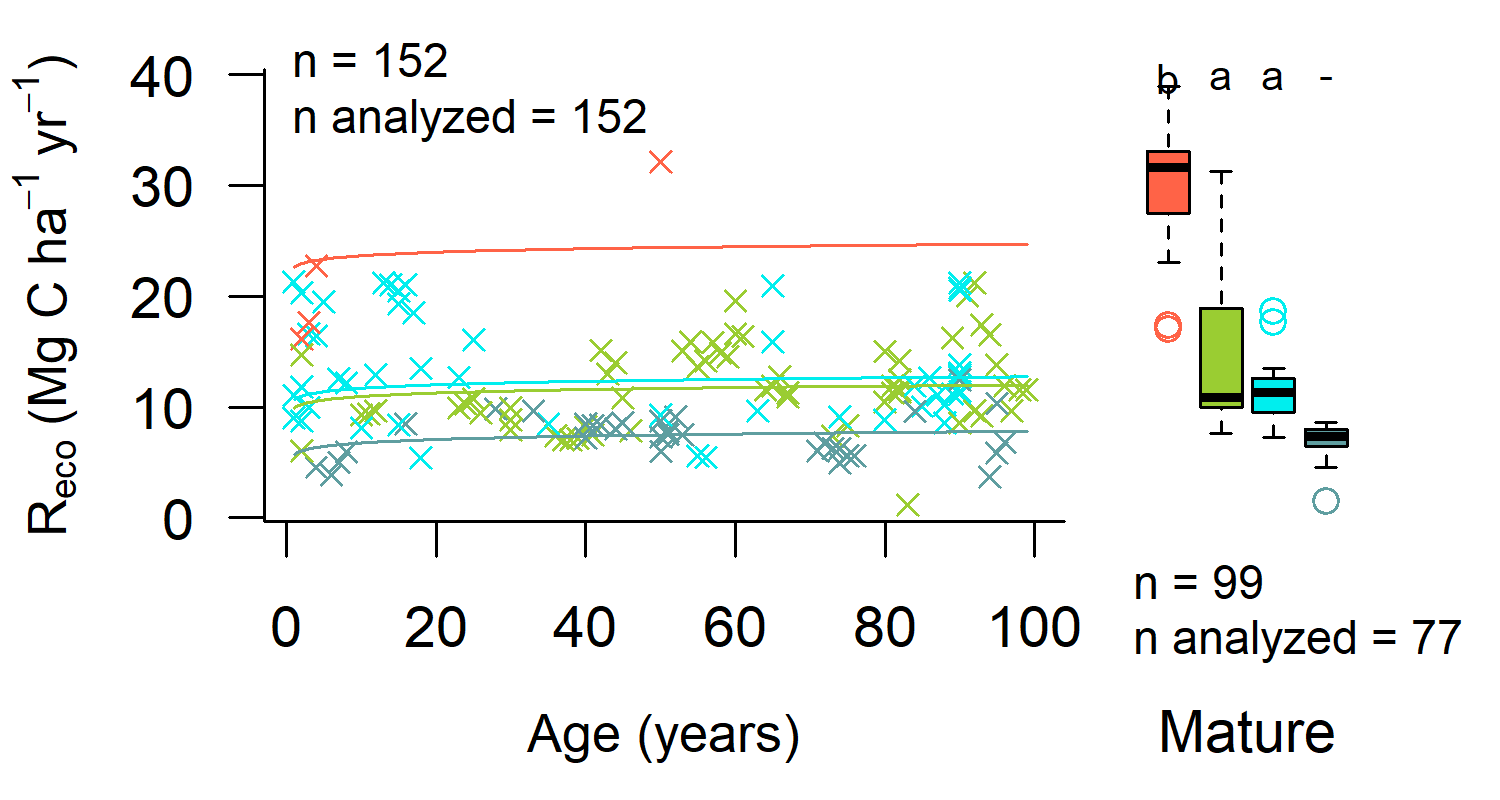 n = 152
n analyzed = 152
R_eco (Mg C ha⁻¹ yr⁻¹)
40
30
20
10
0
0 20 40 60 80 100
Age (years)
b a a -
n = 99
n analyzed = 77
Mature